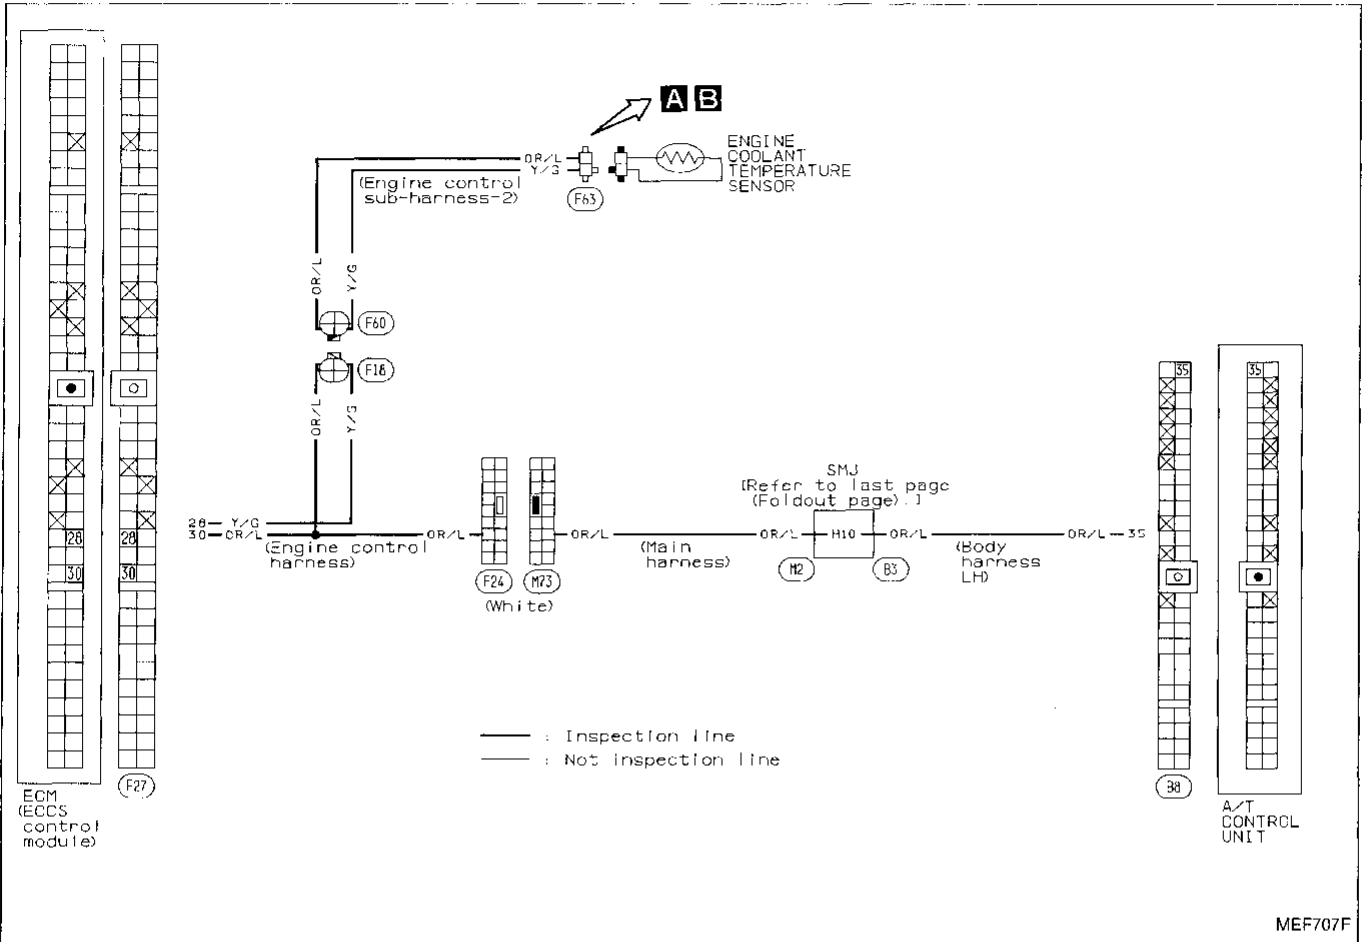 A B
ENGINE
COOLANT
TEMPERATURE
SENSOR
OR/L
Y/G
(Engine control
sub-harness-2)
F63
OR/L
Y/G
F60
F18
OR/L
Y/G
35
35
SMJ
[Refer to last page
(Foldout page).]
28
Y/G
30
OR/L
(Engine control
harness)
OR/L
OR/L
(Main
harness)
OR/L
H10
OR/L
(Body
harness
LH)
OR/L
35
28
28
30
30
F24
M73
(White)
M2
B3
: Inspection line
: Not inspection line
F27
B8
ECM
(ECCS
control
module)
A/T
CONTROL
UNIT
MEF707F